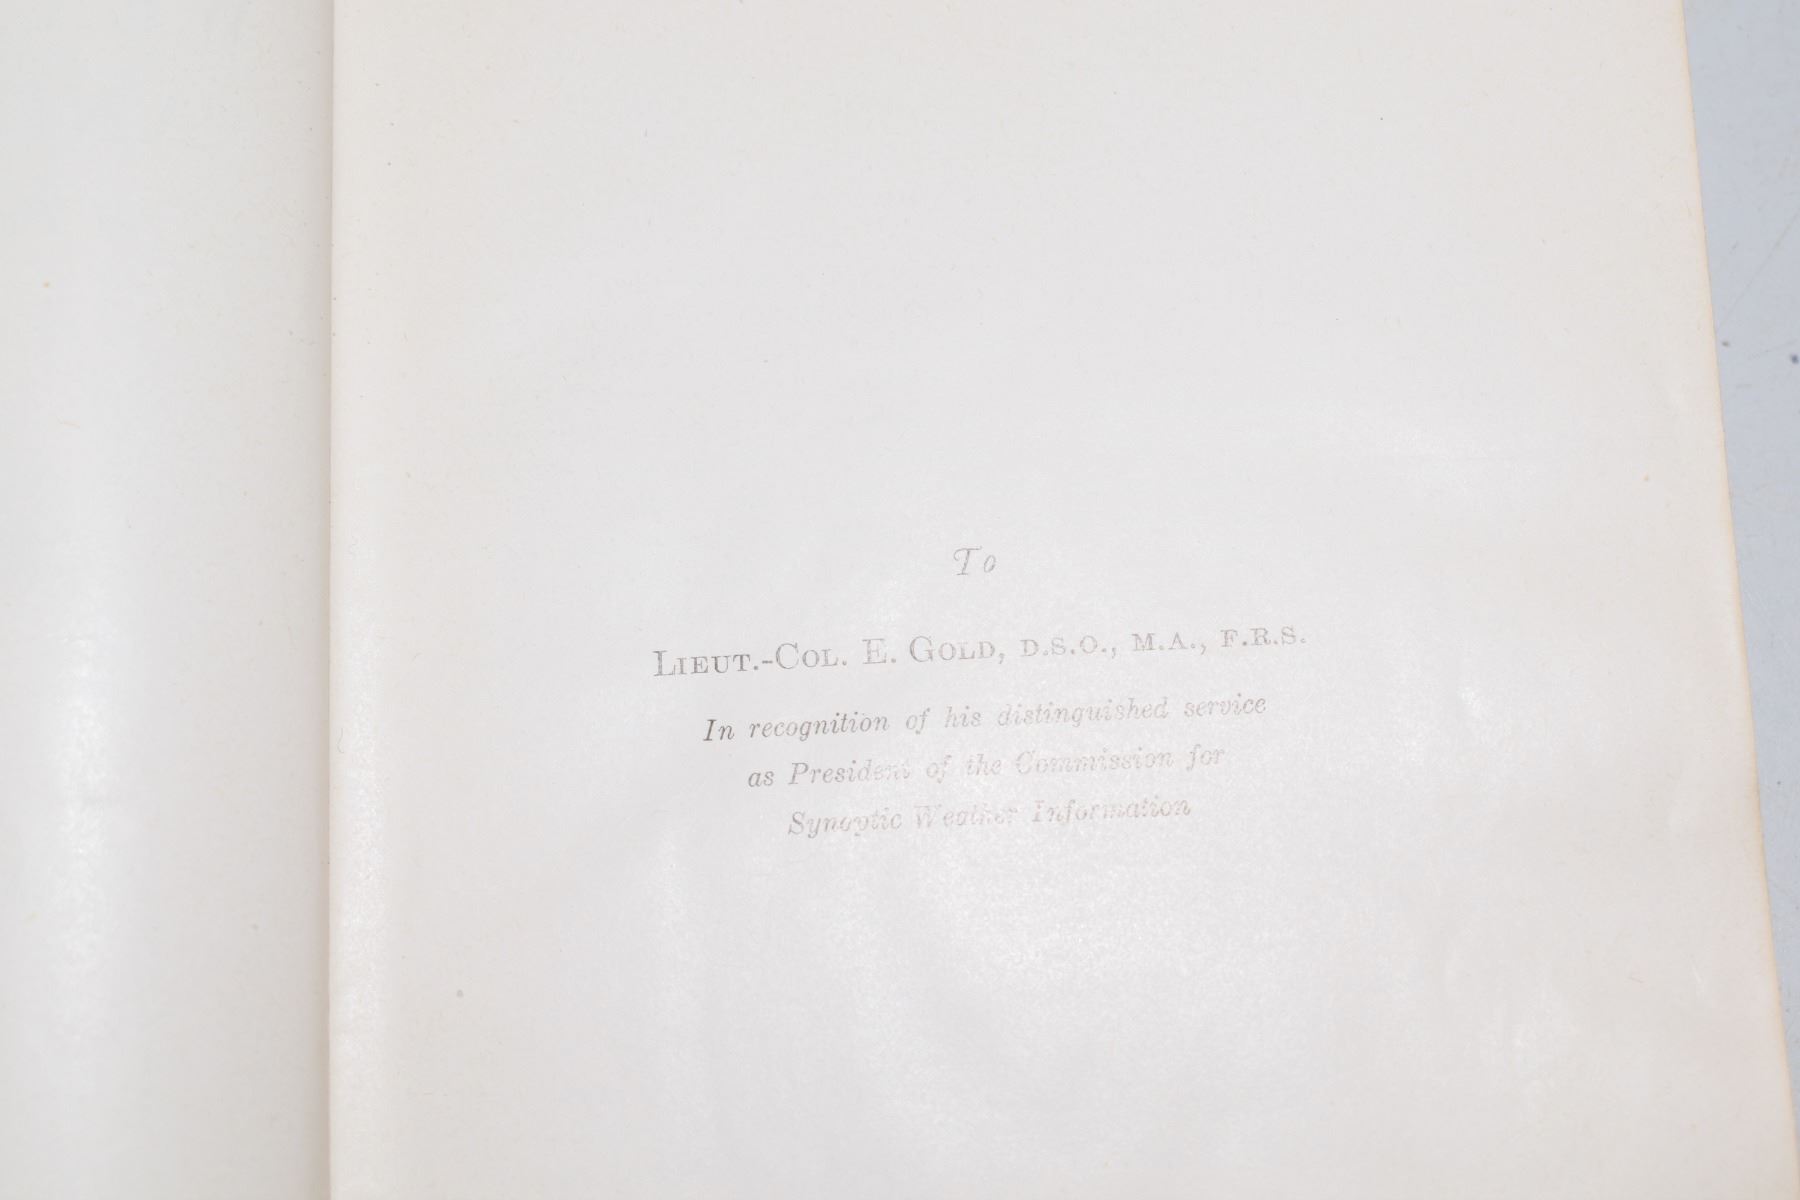 To
Lieut.-Col. E. Gold, D.S.O., M.A., F.R.S.
In recognition of his distinguished service
as President of the Commission for
Synoptic Weather Information